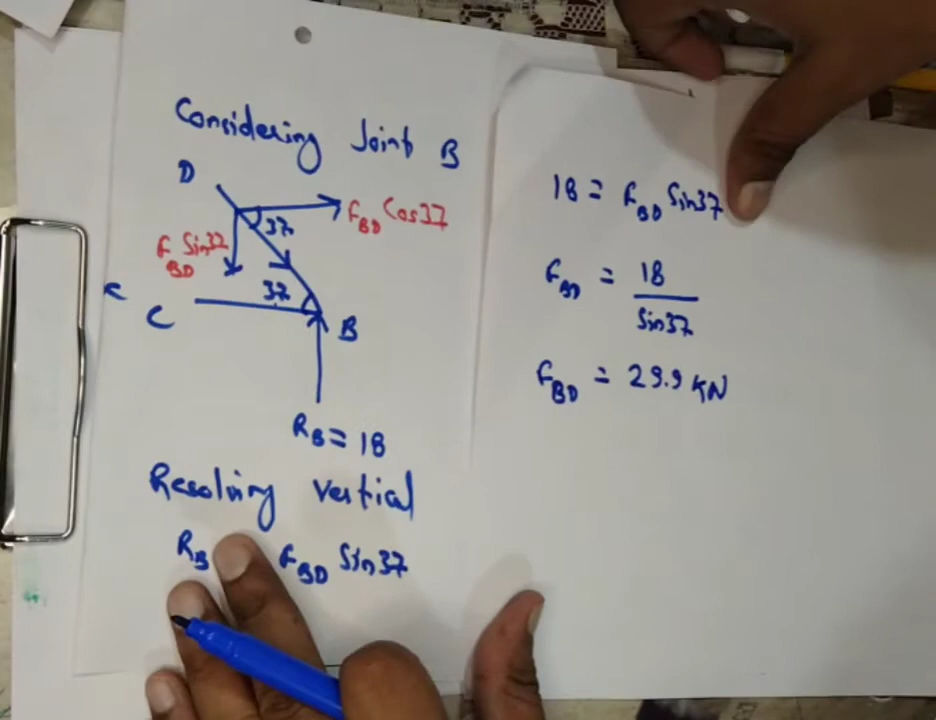 Considering Joint B
D
37
F_BD Cos37
F_BD Sin37
37
C
B
R_B = 18
Resolving vertical
R_B F_BD Sin37
18 = F_BD Sin37
F_BD = 18 / Sin37
F_BD = 29.9 KN